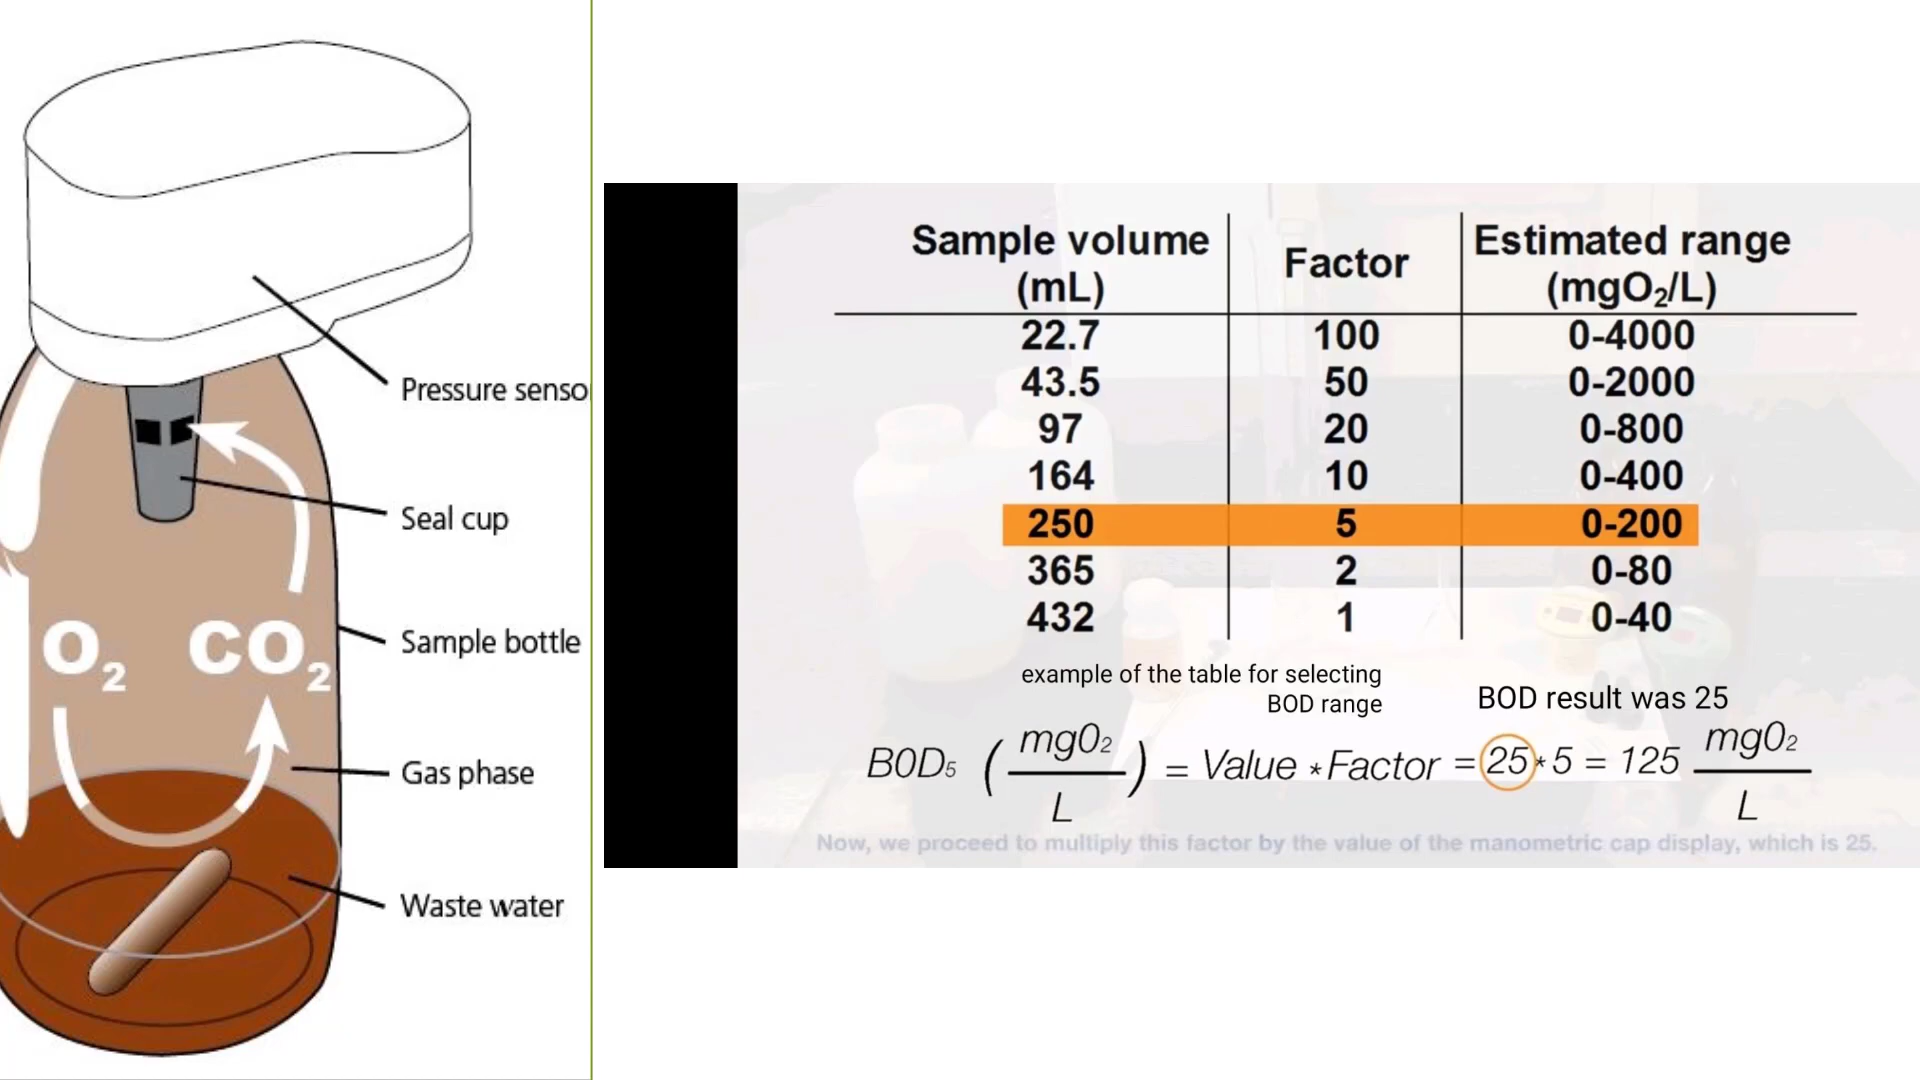 Pressure senso
Seal cup
O2 CO2
Sample bottle
Gas phase
Waste water
Sample volume (mL) Factor Estimated range (mgO2/L)
22.7 100 0-4000
43.5 50 0-2000
97 20 0-800
164 10 0-400
250 5 0-200
365 2 0-80
432 1 0-40
example of the table for selecting
BOD range
BOD result was 25
BOD5 (mgO2/L) = Value * Factor = 25 * 5 = 125 mgO2/L
Now, we proceed to multiply this factor by the value of the manometric cap display, which is 25.